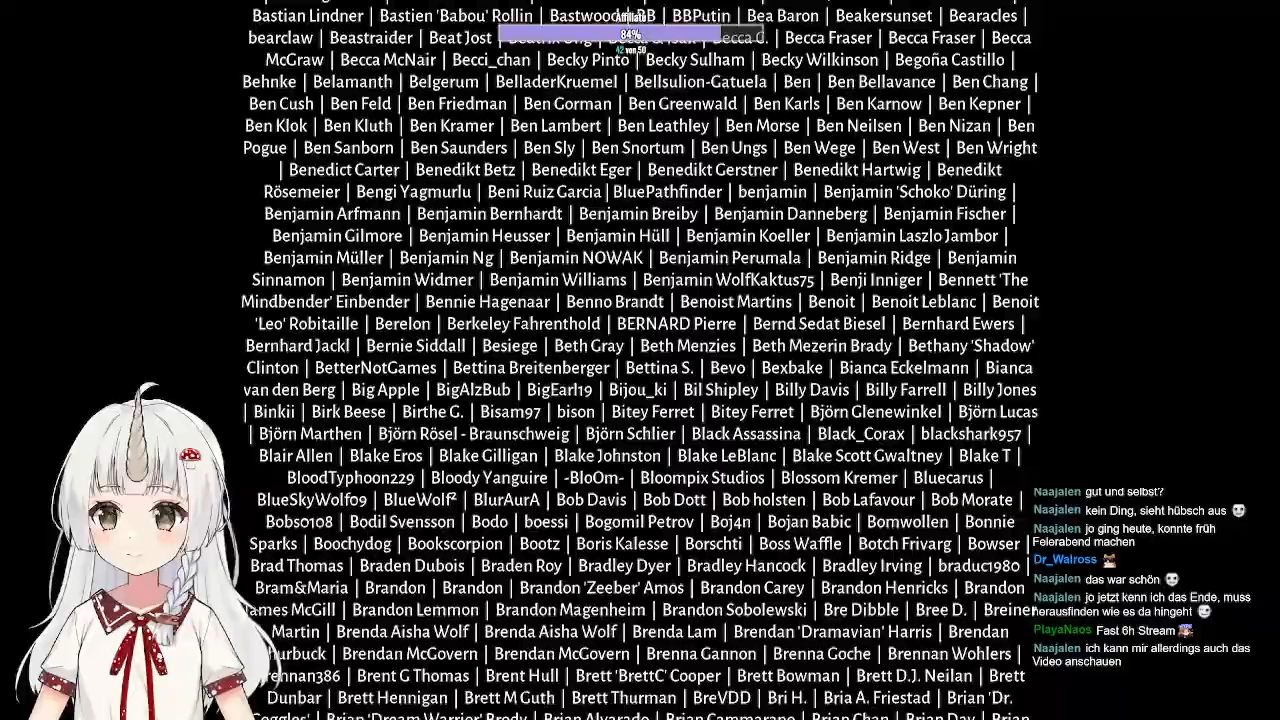 Bastian Lindner | Bastien 'Babou' Rollin | Bastwood | BB | BBPutin | Bea Baron | Beakersunset | Bearacles |
bearclaw | Beastraider | Beat Jost | Becca C. | Becca Fraser | Becca Fraser | Becca
Affiliate
84%
42 von 50
McGraw | Becca McNair | Becci_chan | Becky Pinto | Becky Sulham | Becky Wilkinson | Begoña Castillo |
Behnke | Belamanth | Belgerum | BelladerKruemel | Bellsulion-Gatuela | Ben | Ben Bellavance | Ben Chang |
Ben Cush | Ben Feld | Ben Friedman | Ben Gorman | Ben Greenwald | Ben Karls | Ben Karnow | Ben Kepner |
Ben Klok | Ben Kluth | Ben Kramer | Ben Lambert | Ben Leathley | Ben Morse | Ben Neilsen | Ben Nizan | Ben
Pogue | Ben Sanborn | Ben Saunders | Ben Sly | Ben Snortum | Ben Ungs | Ben Wege | Ben West | Ben Wright
| Benedict Carter | Benedikt Betz | Benedikt Eger | Benedikt Gerstner | Benedikt Hartwig | Benedikt
Rösemeier | Bengi Yagmurlu | Beni Ruiz Garcia | BluePathfinder | benjamin | Benjamin 'Schoko' Düring |
Benjamin Arfmann | Benjamin Bernhardt | Benjamin Breiby | Benjamin Danneberg | Benjamin Fischer |
Benjamin Gilmore | Benjamin Heusser | Benjamin Hüll | Benjamin Koeller | Benjamin Laszlo Jambor |
Benjamin Müller | Benjamin Ng | Benjamin NOWAK | Benjamin Perumala | Benjamin Ridge | Benjamin
Sinnamon | Benjamin Widmer | Benjamin Williams | Benjamin WolfKaktus75 | Benji Inniger | Bennett 'The
Mindbender' Einbender | Bennie Hagenaar | Benno Brandt | Benoist Martins | Benoit | Benoit Leblanc | Benoit
'Leo' Robitaille | Berelon | Berkeley Fahrenthold | BERNARD Pierre | Bernd Sedat Biesel | Bernhard Ewers |
Bernhard Jackl | Bernie Siddall | Besiege | Beth Gray | Beth Menzies | Beth Mezerin Brady | Bethany 'Shadow'
Clinton | BetterNotGames | Bettina Breitenberger | Bettina S. | Bevo | Bexbake | Bianca Eckelmann | Bianca
van den Berg | Big Apple | BigAlzBub | BigEarl19 | Bijou_ki | Bil Shipley | Billy Davis | Billy Farrell | Billy Jones
| Binkii | Birk Beese | Birthe G. | Bisam97 | bison | Bitey Ferret | Bitey Ferret | Björn Glenewinkel | Björn Lucas
| Björn Marthen | Björn Rösel - Braunschweig | Björn Schlier | Black Assassina | Black_Corax | blackshark957 |
Blair Allen | Blake Eros | Blake Gilligan | Blake Johnston | Blake LeBlanc | Blake Scott Gwaltney | Blake T |
BloodTyphoon229 | Bloody Yanguire | -BloOm- | Bloompix Studios | Blossom Kremer | Bluecarus |
BlueSkyWolf09 | BlueWolf² | BlurAurA | Bob Davis | Bob Dott | Bob holsten | Bob Lafavour | Bob Morate |
Bobs0108 | Bodil Svensson | Bodo | boessi | Bogomil Petrov | Boj4n | Bojan Babic | Bomwollen | Bonnie
Sparks | Boochydog | Bookscorpion | Bootz | Boris Kalesse | Borschti | Boss Waffle | Botch Frivarg | Bowser |
Brad Thomas | Braden Dubois | Braden Roy | Bradley Dyer | Bradley Hancock | Bradley Irving | braduc1980 |
Bram&Maria | Brandon | Brandon | Brandon 'Zeeber' Amos | Brandon Carey | Brandon Henricks | Brandon
James McGill | Brandon Lemmon | Brandon Magenheim | Brandon Sobolewski | Bre Dibble | Bree D. | Breiner
Martin | Brenda Aisha Wolf | Brenda Aisha Wolf | Brenda Lam | Brendan 'Dramavian' Harris | Brendan
| Brendan McGovern | Brendan McGovern | Brenna Gannon | Brenna Goche | Brennan Wohlers |
Brennan386 | Brent G Thomas | Brent Hull | Brett 'BrettC' Cooper | Brett Bowman | Brett D.J. Neilan | Brett
Dunbar | Brett Hennigan | Brett M Guth | Brett Thurman | BreVDD | Bri H. | Bria A. Friestad | Brian 'Dr.
Goggles' | Brian 'Dream Warrior' Brody | Brian Alvarado | Brian Cammarano | Brian Chan | Brian Day | Brian
Naajalen gut und selbst?
Naajalen kein Ding, sieht hübsch aus
Naajalen jo ging heute, konnte früh
Feierabend machen
Dr_Walross
Naajalen das war schön
Naajalen jo jetzt kenn ich das Ende, muss
herausfinden wie es da hingeht
PlayaNaos Fast 6h Stream
Naajalen ich kann mir allerdings auch das
Video anschauen